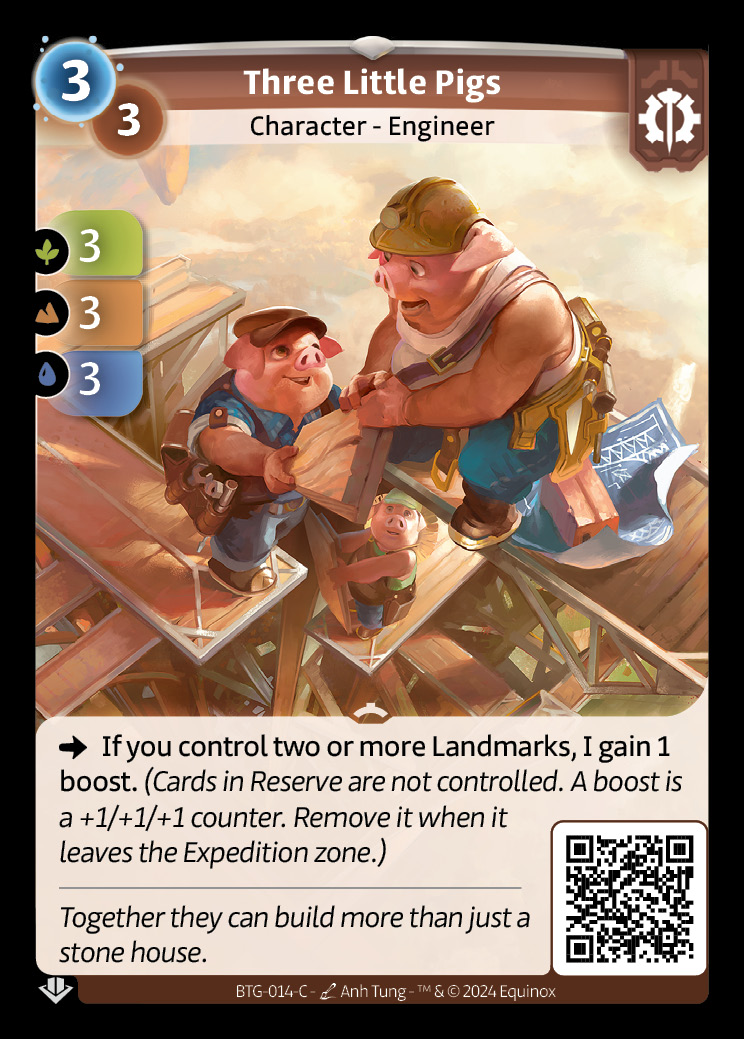 3
3
Three Little Pigs
Character - Engineer
3
3
3
If you control two or more Landmarks, I gain 1
boost. (Cards in Reserve are not controlled. A boost is
a +1/+1/+1 counter. Remove it when it
leaves the Expedition zone.)
Together they can build more than just a
stone house.
BTG-014-C - Anh Tung - ™ & © 2024 Equinox